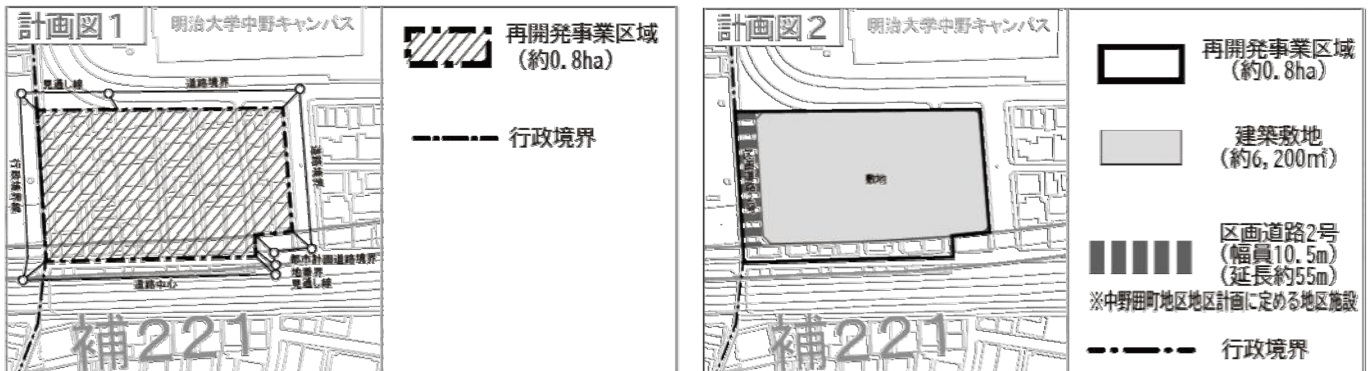 計画図1
明治大学中野キャンパス
見通し線
道路境界
行政境界線
道路境界
都市計画道路境界
地番界
見通し線
道路中心
補221
再開発事業区域
(約0.8ha)
行政境界
計画図2
明治大学中野キャンパス
敷地
補221
再開発事業区域
(約0.8ha)
建築敷地
(約6,200㎡)
区画道路2号
(幅員10.5m)
(延長約55m)
※中野囲町地区地区計画に定める地区施設
行政境界